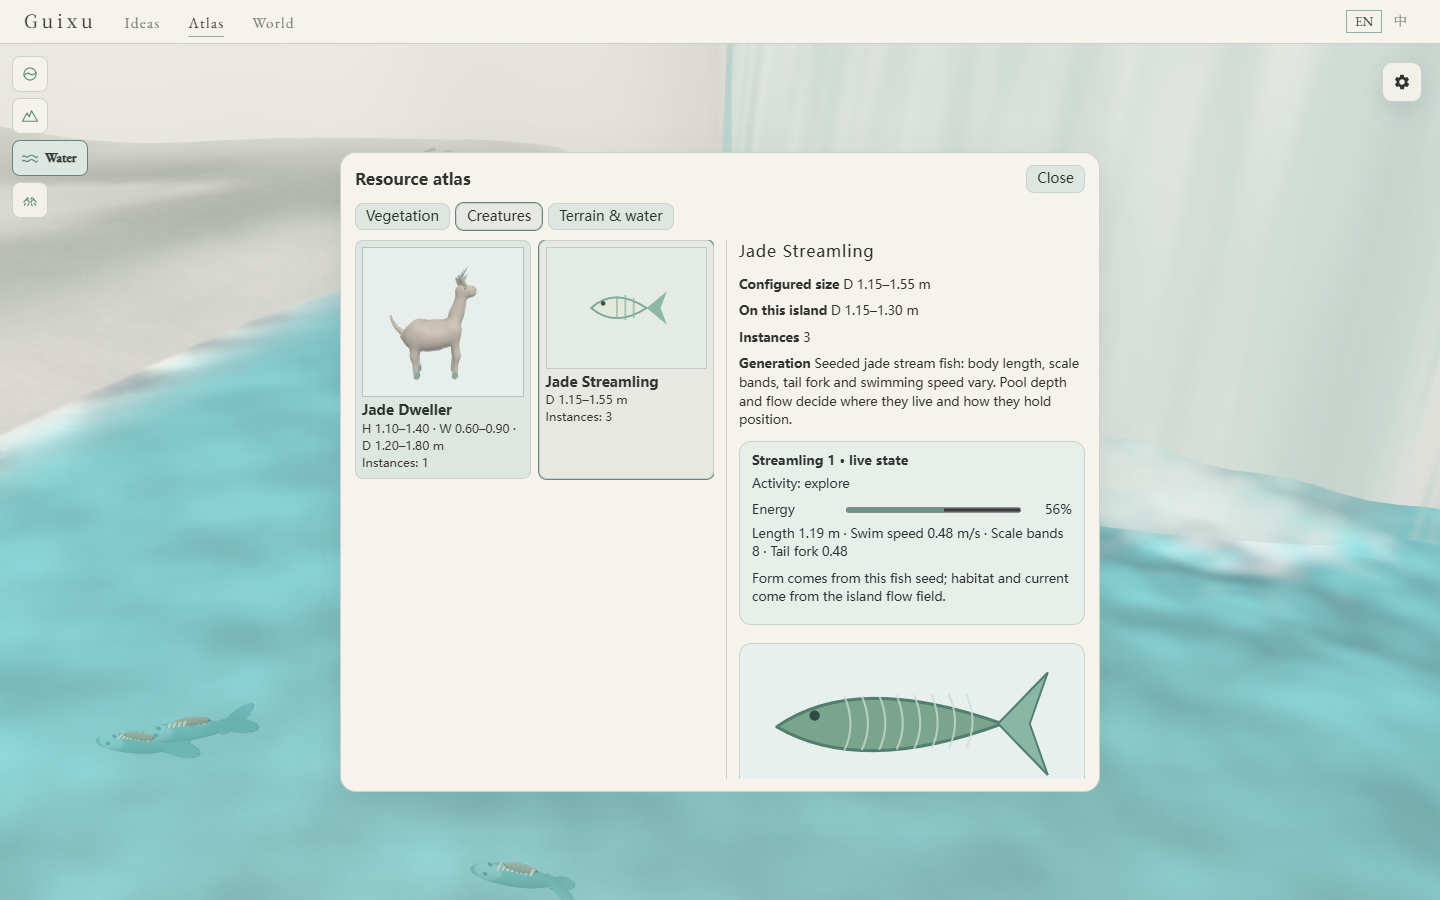 Guixu
Ideas
Atlas
World
EN
中
Water
Resource atlas
Close
Vegetation
Creatures
Terrain & water
Jade Dweller
H 1.10–1.40 · W 0.60–0.90 ·
D 1.20–1.80 m
Instances: 1
Jade Streamling
D 1.15–1.55 m
Instances: 3
Jade Streamling
Configured size D 1.15–1.55 m
On this island D 1.15–1.30 m
Instances 3
Generation Seeded jade stream fish: body length, scale
bands, tail fork and swimming speed vary. Pool depth
and flow decide where they live and how they hold
position.
Streamling 1 • live state
Activity: explore
Energy
56%
Length 1.19 m · Swim speed 0.48 m/s · Scale bands
8 · Tail fork 0.48
Form comes from this fish seed; habitat and current
come from the island flow field.